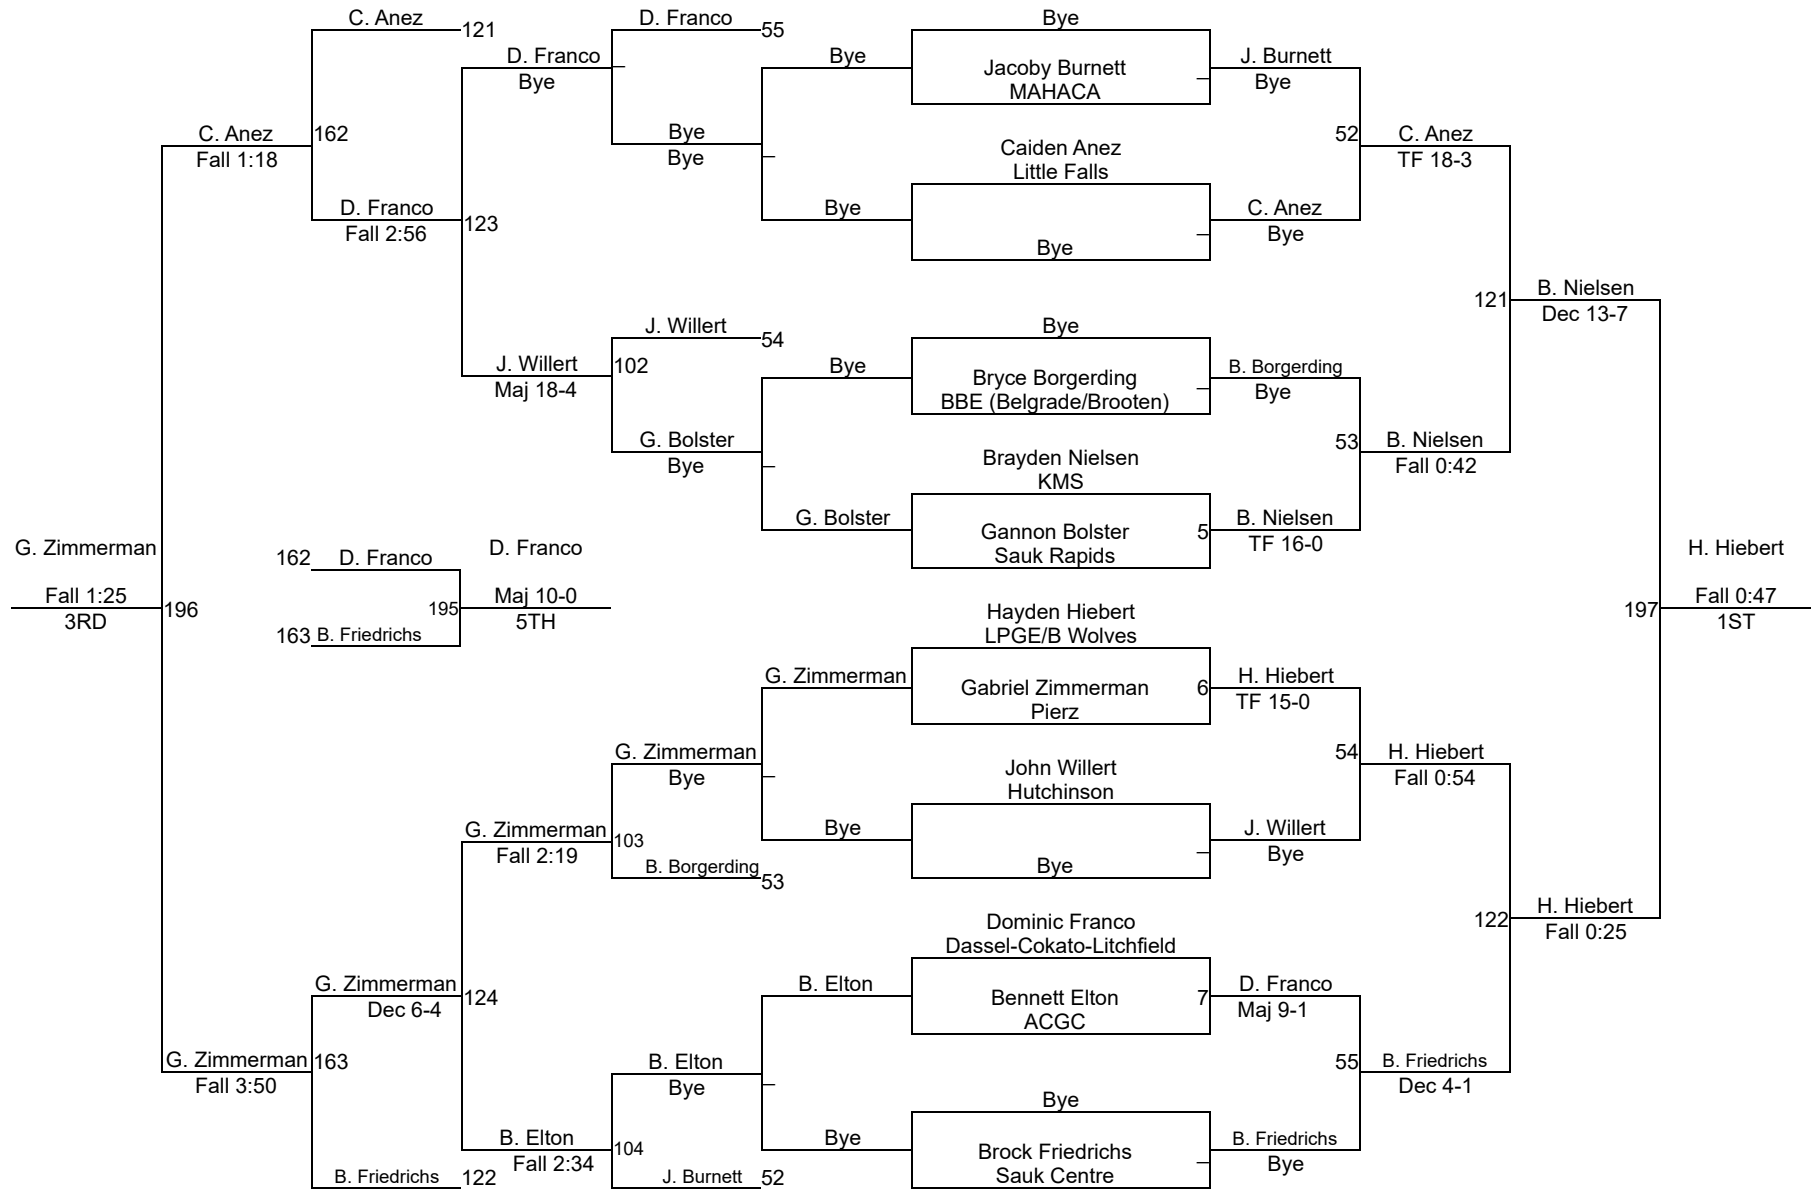 C. Anez
121
D. Franco
55
Bye
D. Franco
Bye
Bye
Jacoby Burnett
MAHACA
J. Burnett
Bye
C. Anez
Fall 1:18
162
Bye
Bye
Caiden Anez
Little Falls
52
C. Anez
TF 18-3
D. Franco
Fall 2:56
123
Bye
Bye
C. Anez
Bye
121
B. Nielsen
Dec 13-7
J. Willert
54
Bye
J. Willert
Maj 18-4
102
Bye
Bryce Borgerding
BBE (Belgrade/Brooten)
B. Borgerding
Bye
G. Bolster
Bye
Brayden Nielsen
KMS
53
B. Nielsen
Fall 0:42
G. Bolster
Gannon Bolster
Sauk Rapids
5
B. Nielsen
TF 16-0
G. Zimmerman
Fall 1:25
3RD
196
162
D. Franco
163
B. Friedrichs
195
D. Franco
Maj 10-0
5TH
197
H. Hiebert
Fall 0:47
1ST
Hayden Hiebert
LPGE/B Wolves
G. Zimmerman
Gabriel Zimmerman
Pierz
6
H. Hiebert
TF 15-0
G. Zimmerman
Bye
John Willert
Hutchinson
54
H. Hiebert
Fall 0:54
G. Zimmerman
Fall 2:19
103
Bye
Bye
J. Willert
Bye
B. Borgerding
53
Dominic Franco
Dassel-Cokato-Litchfield
122
H. Hiebert
Fall 0:25
G. Zimmerman
Dec 6-4
124
B. Elton
Bennett Elton
ACGC
7
D. Franco
Maj 9-1
G. Zimmerman
Fall 3:50
163
B. Elton
Bye
55
B. Friedrichs
Dec 4-1
Bye
B. Elton
Fall 2:34
104
Bye
Brock Friedrichs
Sauk Centre
B. Friedrichs
Bye
B. Friedrichs
122
J. Burnett
52